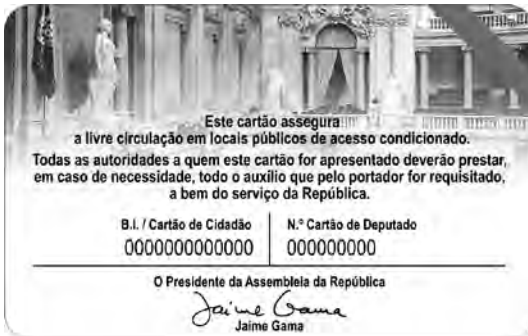 Este cartão assegura
a livre circulação em locais públicos de acesso condicionado.
Todas as autoridades a quem este cartão for apresentado deverão prestar,
em caso de necessidade, todo o auxílio que pelo portador for requisitado,
a bem do serviço da República.
B.I. / Cartão de Cidadão
0000000000000
N.º Cartão de Deputado
000000000
O Presidente da Assembleia da República
Jaime Gama
Jaime Gama